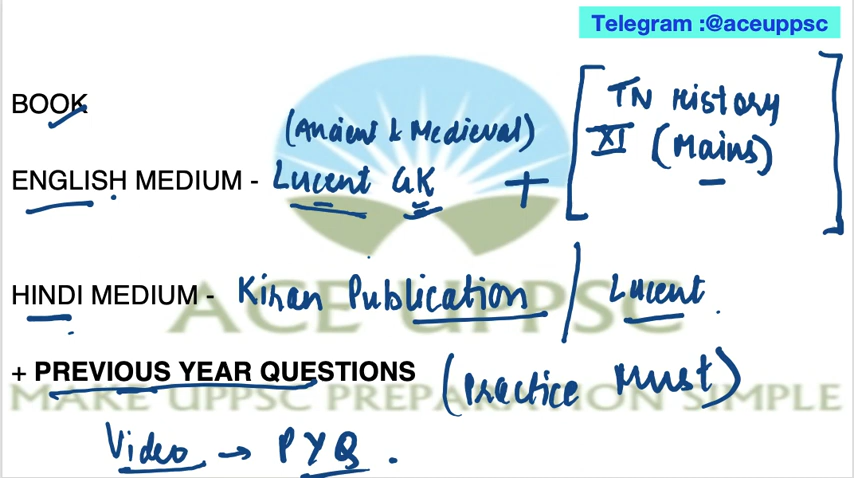 Telegram :@aceuppsc
BOOK
(Ancient & Medieval)
ENGLISH MEDIUM - Lucent GK + [TN History
XI (Mains)]
HINDI MEDIUM - Kiran Publication / Lucent.
ACE UPPSC
+ PREVIOUS YEAR QUESTIONS (Practice Must)
MAKE UPPSC PREPARATION SIMPLE
Video → PYQ.